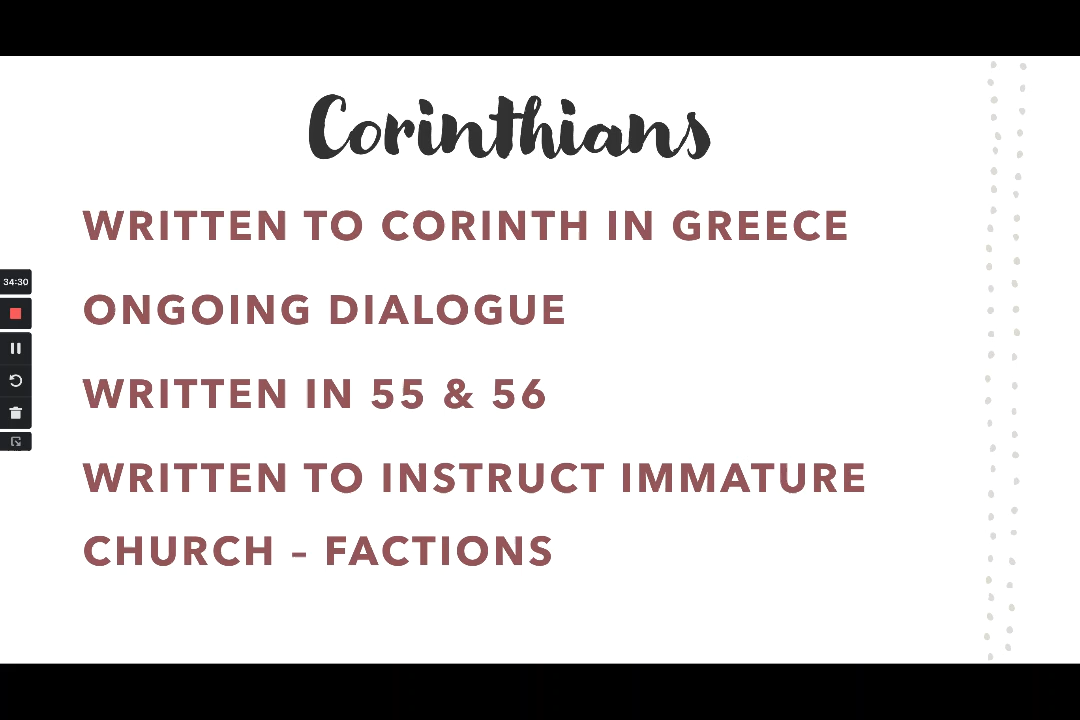 Corinthians
WRITTEN TO CORINTH IN GREECE
34:30
ONGOING DIALOGUE
WRITTEN IN 55 & 56
WRITTEN TO INSTRUCT IMMATURE
CHURCH – FACTIONS